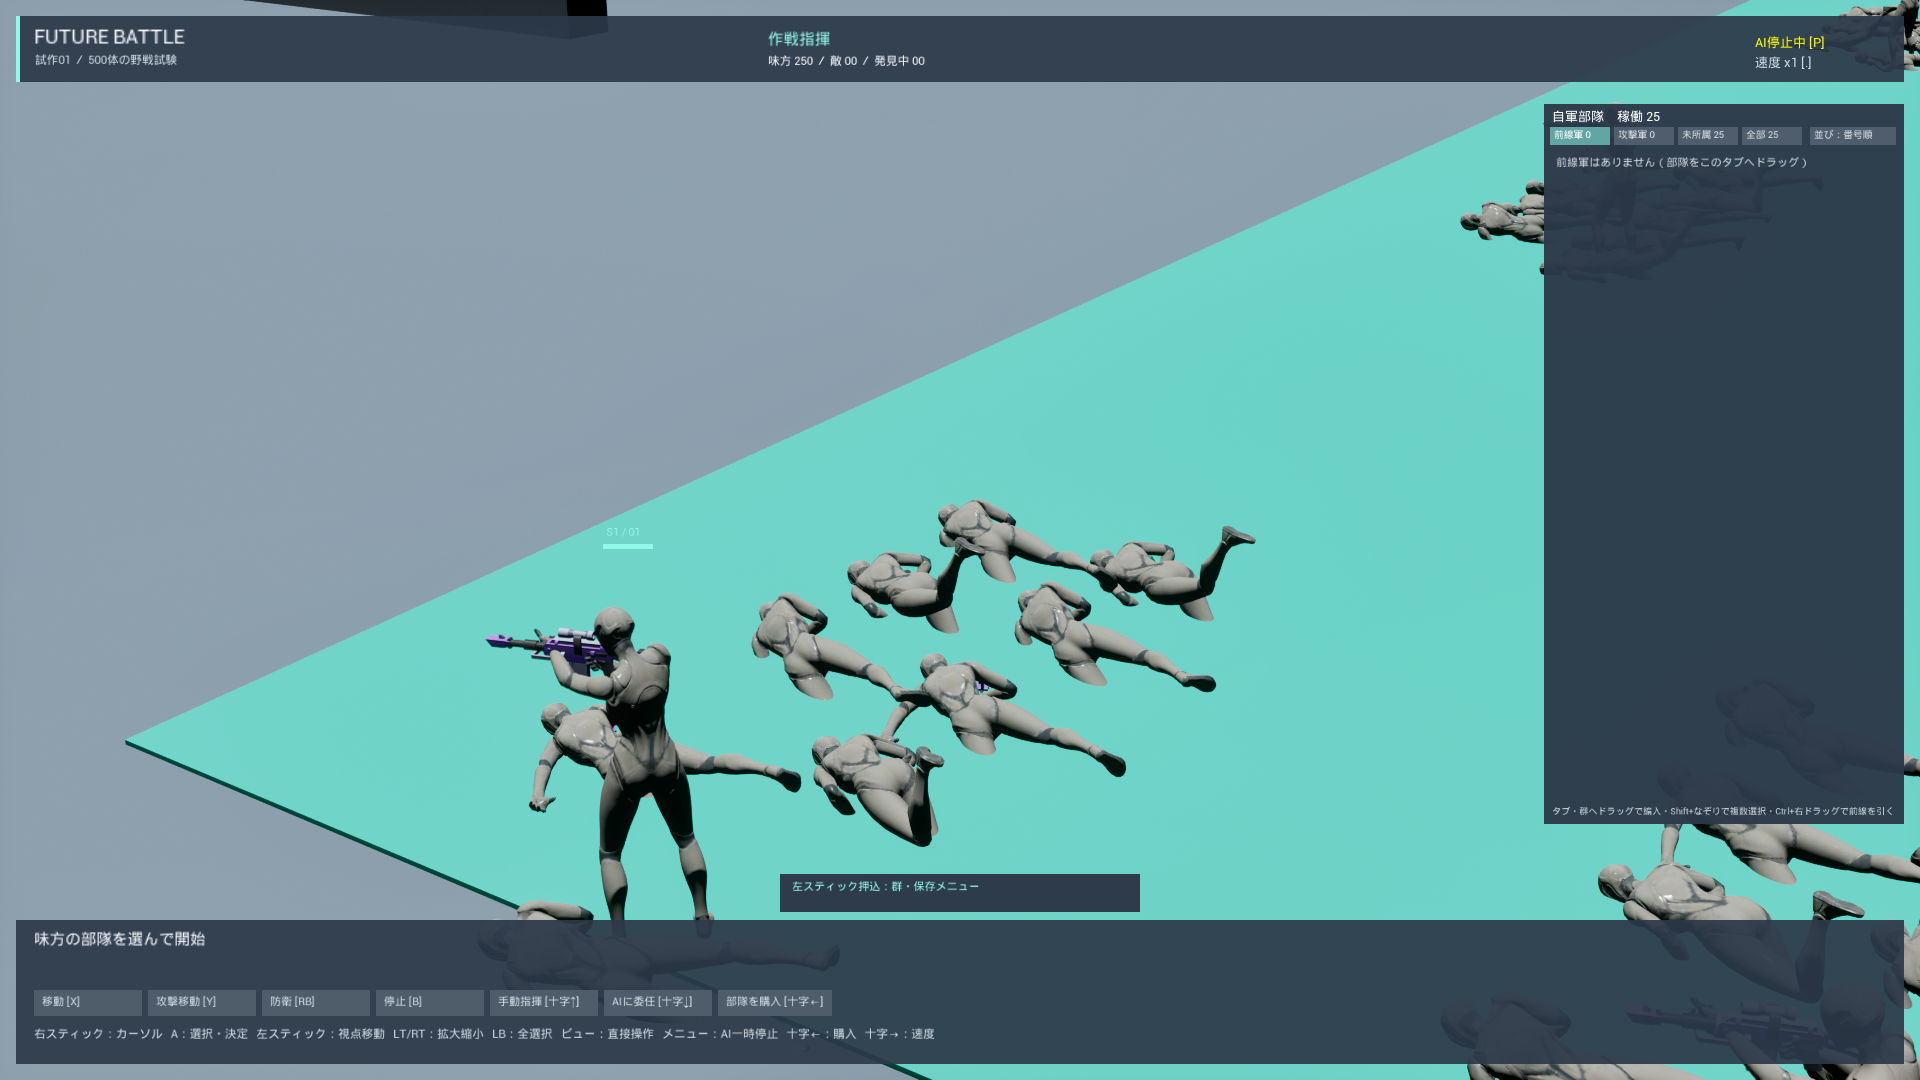 FUTURE BATTLE
試作01 / 500体の野戦試験
作戦指揮
味方 250 / 敵 00 / 発見中 00
AI停止中 [P]
速度 x1 [.]
自軍部隊 稼働 25
前線軍 0
攻撃軍 0
未所属 25
全部 25
並び：番号順
前線軍はありません ( 部隊をこのタブへドラッグ )
S1 / 01
タブ・群へドラッグで編入・Shift+なぞりで複数選択・Ctrl+右ドラッグで前線を引く
左スティック押込：群・保存メニュー
味方の部隊を選んで開始
移動 [X]
攻撃移動 [Y]
防衛 [RB]
停止 [B]
手動指揮 [十字↑]
AIに委任 [十字↓]
部隊を購入 [十字←]
右スティック：カーソル A：選択・決定 左スティック：視点移動 LT/RT：拡大縮小 LB：全選択 ビュー：直接操作 メニュー：AI一時停止 十字←：購入 十字→：速度